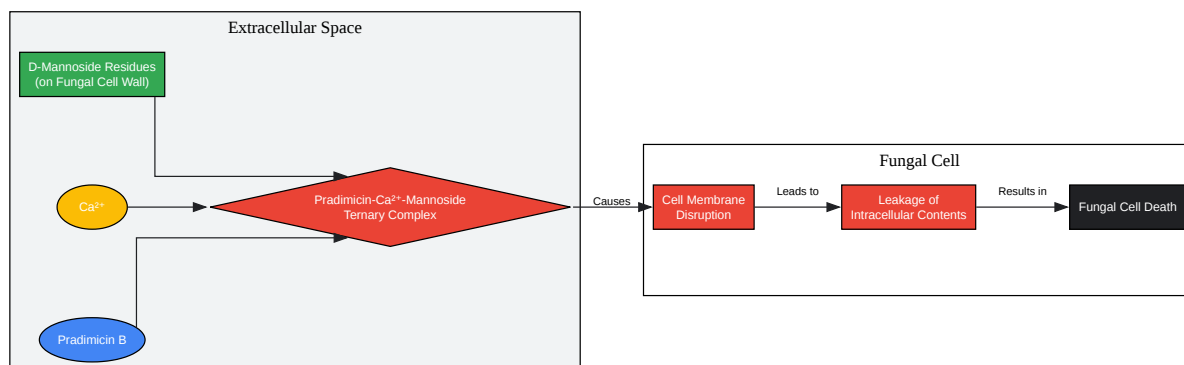 Extracellular Space
D-Mannoside Residues
(on Fungal Cell Wall)
Ca²⁺
Pradimicin B
Pradimicin-Ca²⁺-Mannoside
Ternary Complex
Causes
Fungal Cell
Cell Membrane
Disruption
Leads to
Leakage of
Intracellular Contents
Results in
Fungal Cell Death